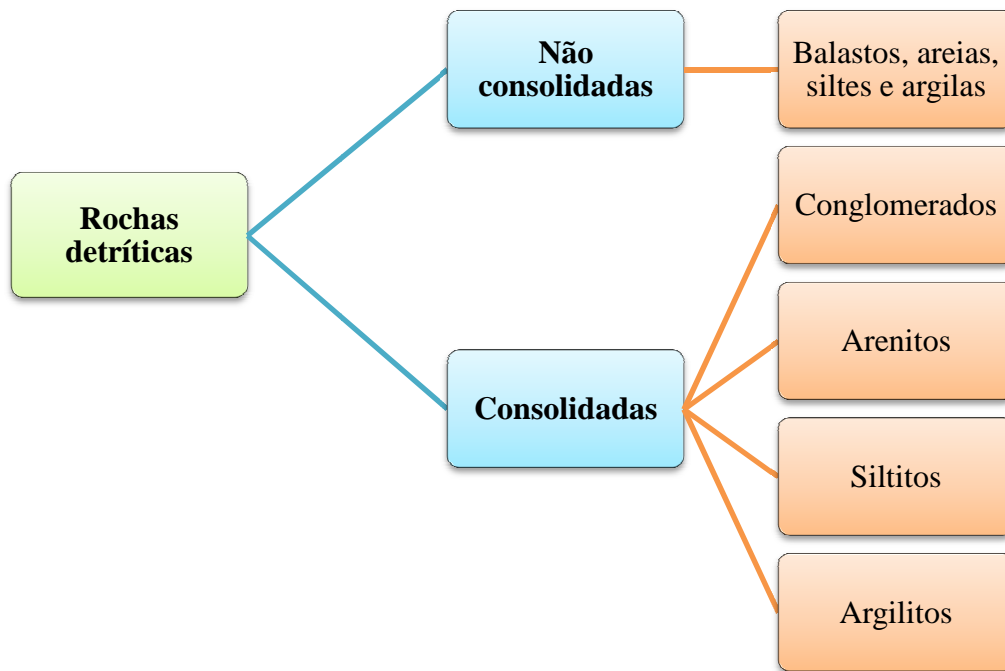 Rochas
detríticas
Não
consolidadas
Balastos, areias,
siltes e argilas
Consolidadas
Conglomerados
Arenitos
Siltitos
Argilitos